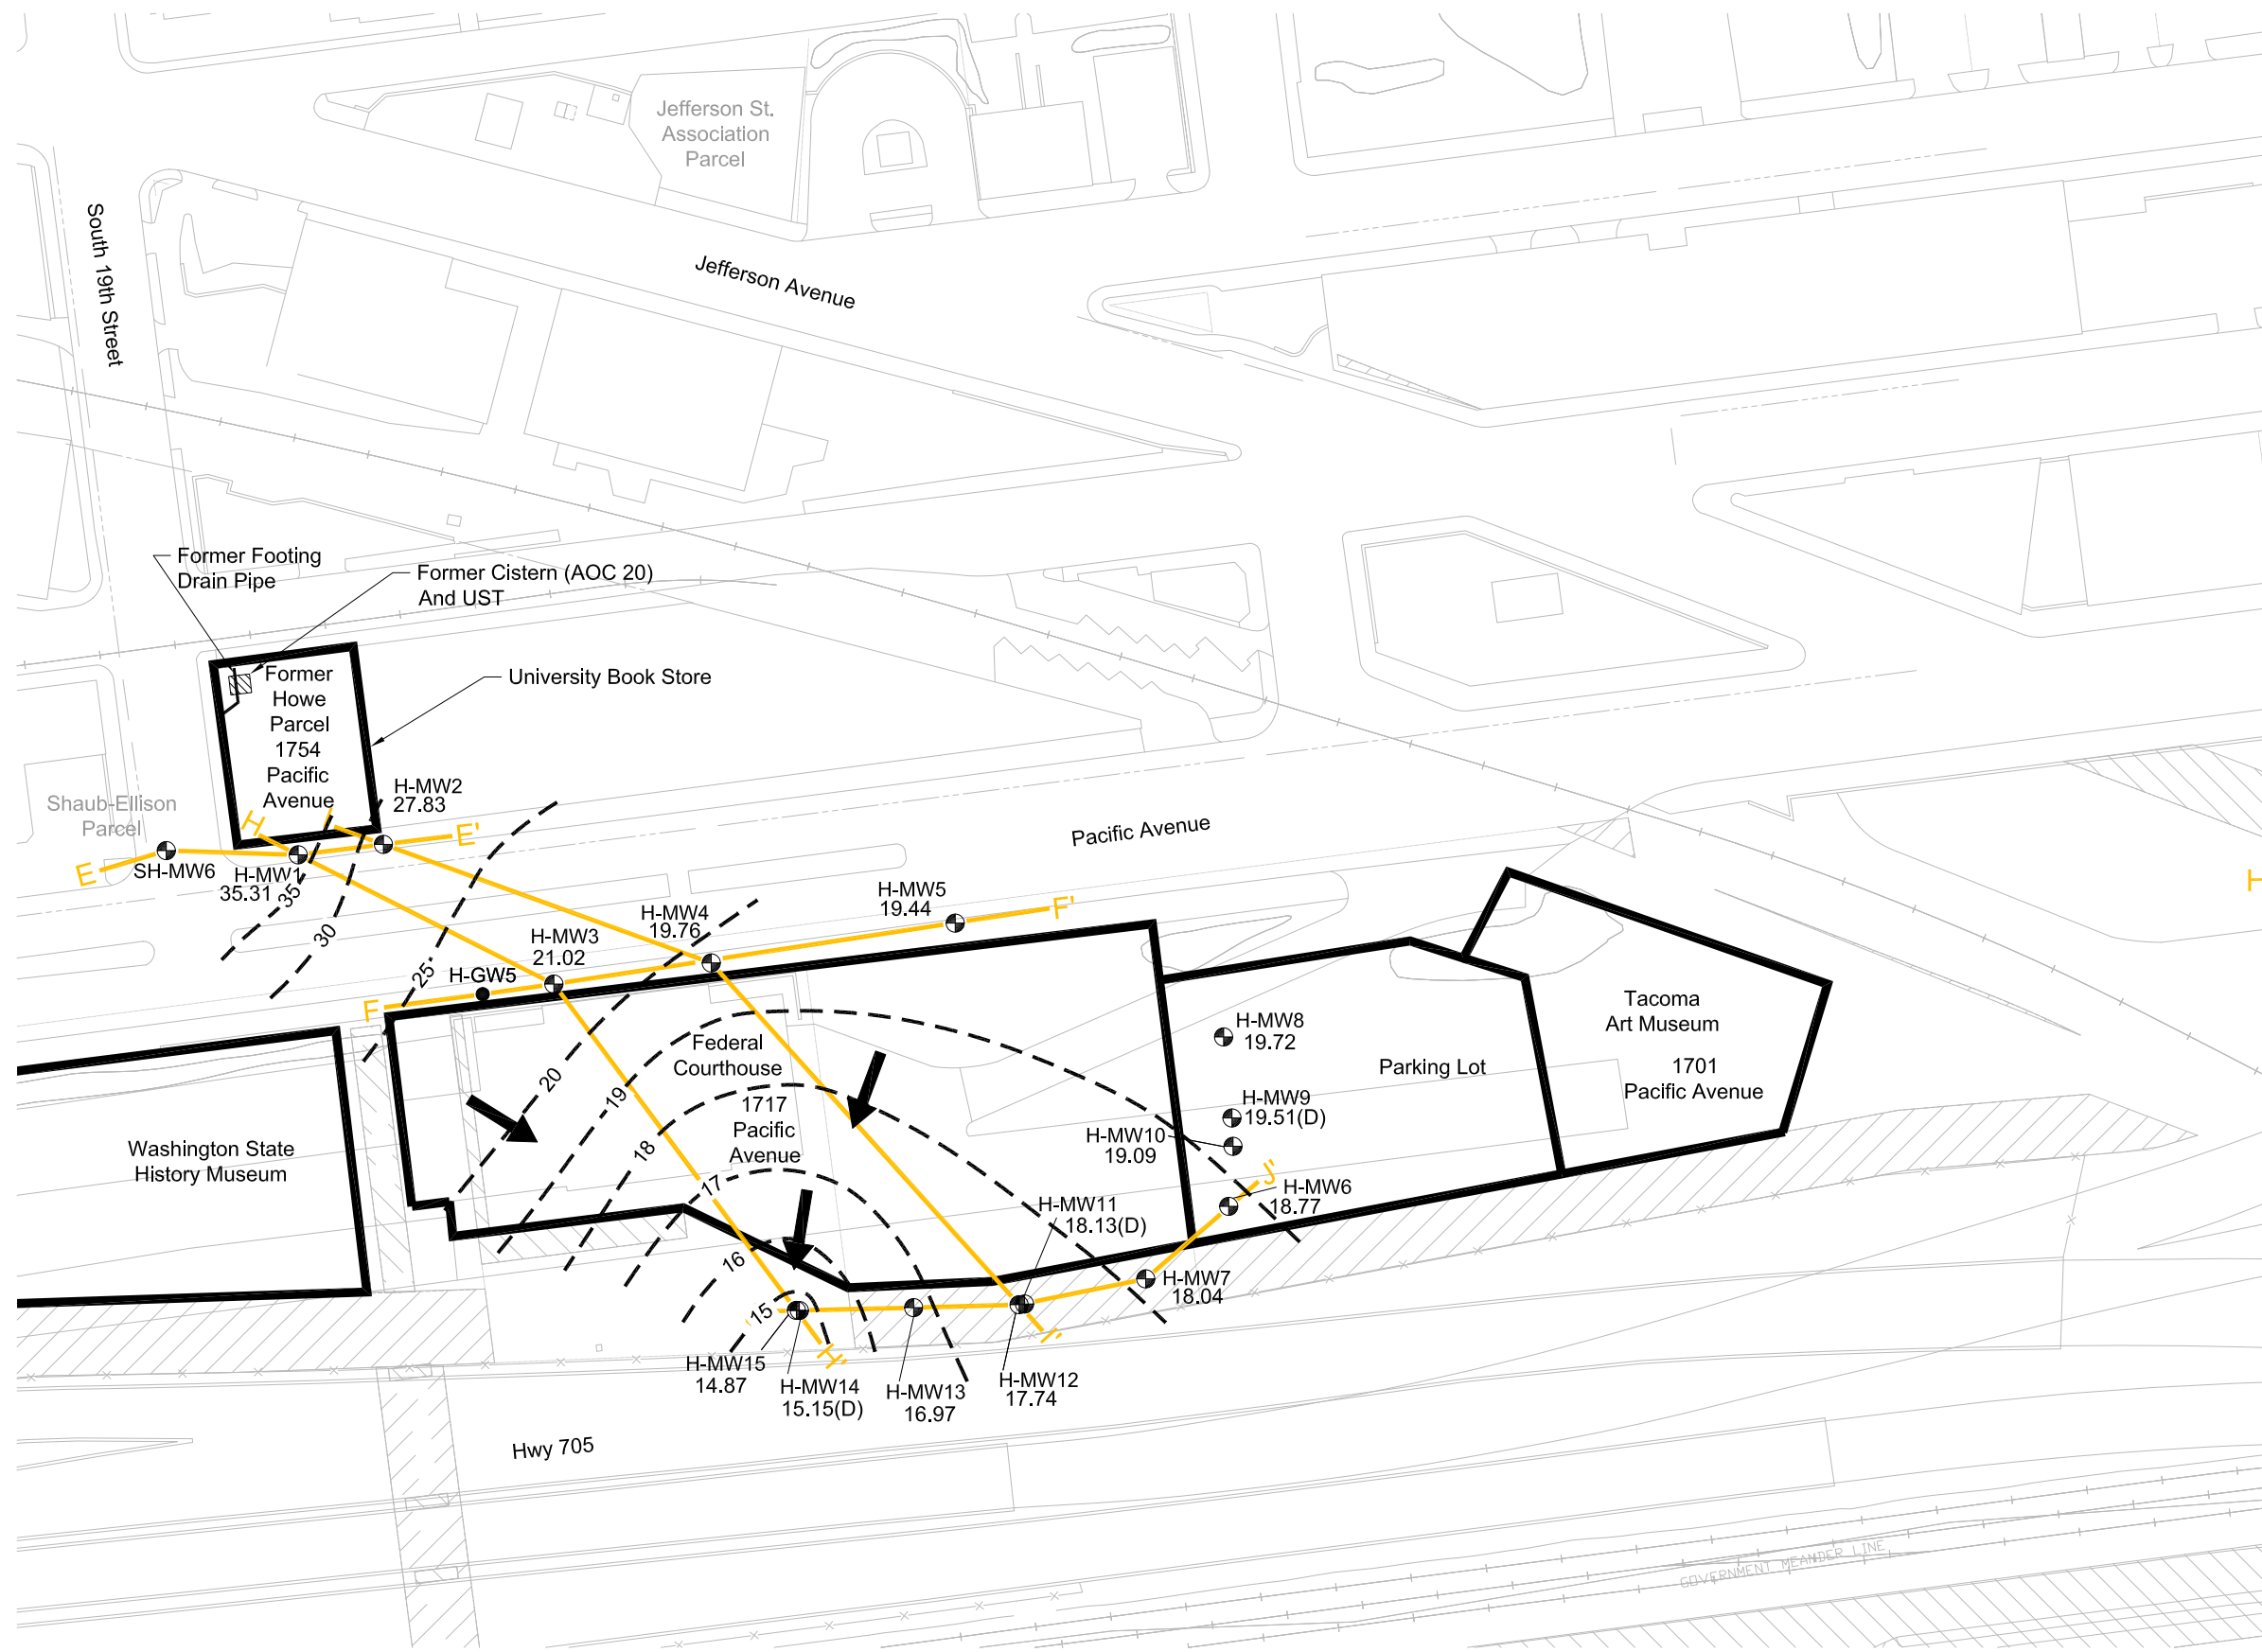 Jefferson St.
Association
Parcel
South 19th Street
Jefferson Avenue
Former Footing
Drain Pipe
Former Cistern (AOC 20)
And UST
University Book Store
Former
Howe
Parcel
1754
Pacific
Avenue
H-MW2
27.83
Shaub-Ellison
Parcel
H
E
E'
SH-MW6
H-MW1
35.31
35
30
25
Pacific Avenue
H-MW5
19.44
H-MW4
19.76
F'
H-MW3
21.02
H-GW5
F
H
Tacoma
Art Museum
1701
Pacific Avenue
H-MW8
19.72
Parking Lot
Federal
Courthouse
1717
Pacific
Avenue
20
19
18
17
16
15
H-MW9
19.51(D)
H-MW10
19.09
J'
H-MW6
18.77
H-MW11
18.13(D)
H-MW7
18.04
Washington State
History Museum
I'
H'
H-MW15
14.87
H-MW14
15.15(D)
H-MW13
16.97
H-MW12
17.74
Hwy 705
GOVERNMENT MEANDER LINE